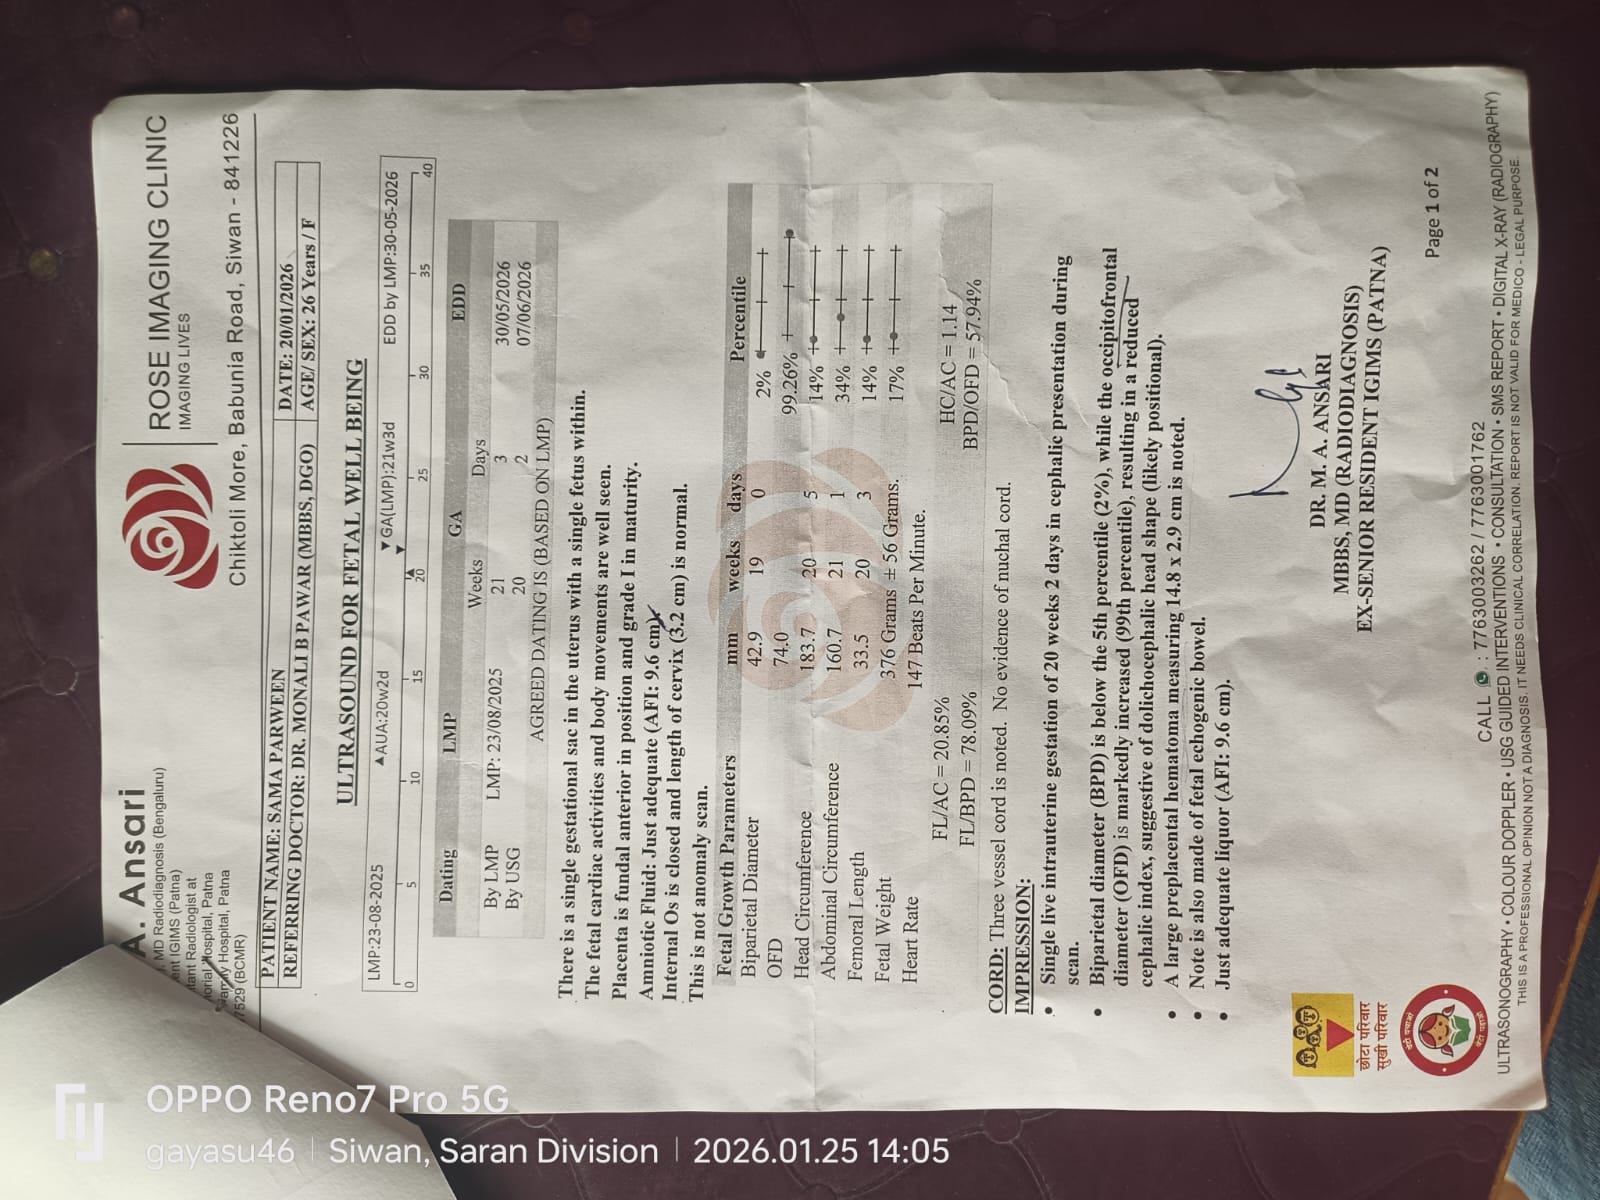 A. Ansari
, MD Radiodiagnosis (Bengaluru)
ent IGIMS (Patna)
tant Radiologist at
orial Hospital, Patna
Hospital, Patna
7529 (BCMR)
ROSE IMAGING CLINIC
IMAGING LIVES
Chiktoli More, Babunia Road, Siwan - 841226
PATIENT NAME: SAMA PARWEEN DATE: 20/01/2026
REFERRING DOCTOR: DR. MONALI B PAWAR (MBBS, DGO) AGE/ SEX: 26 Years / F
ULTRASOUND FOR FETAL WELL BEING
LMP:23-08-2025 ▲AUA:20w2d ▼GA(LMP):21w3d EDD by LMP:30-05-2026
0 5 10 15 20 25 30 35 40
Dating LMP GA EDD
Weeks Days
By LMP LMP: 23/08/2025 21 3 30/05/2026
By USG 20 2 07/06/2026
AGREED DATING IS (BASED ON LMP)
There is a single gestational sac in the uterus with a single fetus within.
The fetal cardiac activities and body movements are well seen.
Placenta is fundal anterior in position and grade I in maturity.
Amniotic Fluid: Just adequate (AFI: 9.6 cm).
Internal Os is closed and length of cervix (3.2 cm) is normal.
This is not anomaly scan.
Fetal Growth Parameters mm weeks days Percentile
Biparietal Diameter 42.9 19 0 2%
OFD 74.0 99.26%
Head Circumference 183.7 20 5 14%
Abdominal Circumference 160.7 21 1 34%
Femoral Length 33.5 20 3 14%
Fetal Weight 376 Grams ± 56 Grams. 17%
Heart Rate 147 Beats Per Minute.
FL/AC = 20.85% HC/AC = 1.14
FL/BPD = 78.09% BPD/OFD = 57.94%
CORD: Three vessel cord is noted. No evidence of nuchal cord.
IMPRESSION:
• Single live intrauterine gestation of 20 weeks 2 days in cephalic presentation during
scan.
• Biparietal diameter (BPD) is below the 5th percentile (2%), while the occipitofrontal
diameter (OFD) is markedly increased (99th percentile), resulting in a reduced
cephalic index, suggestive of dolichocephalic head shape (likely positional).
• A large preplacental hematoma measuring 14.8 x 2.9 cm is noted.
• Note is also made of fetal echogenic bowel.
• Just adequate liquor (AFI: 9.6 cm).
DR. M. A. ANSARI
MBBS, MD (RADIODIAGNOSIS)
EX-SENIOR RESIDENT IGIMS (PATNA)
छोटा परिवार
सुखी परिवार
Page 1 of 2
CALL : 7763003262 / 7763001762
ULTRASONOGRAPHY • COLOUR DOPPLER • USG GUIDED INTERVENTIONS • CONSULTATION • SMS REPORT • DIGITAL X-RAY (RADIOGRAPHY)
THIS IS A PROFESSIONAL OPINION NOT A DIAGNOSIS. IT NEEDS CLINICAL CORRELATION. REPORT IS NOT VALID FOR MEDICO - LEGAL PURPOSE.
OPPO Reno7 Pro 5G
gayasu46 | Siwan, Saran Division | 2026.01.25 14:05